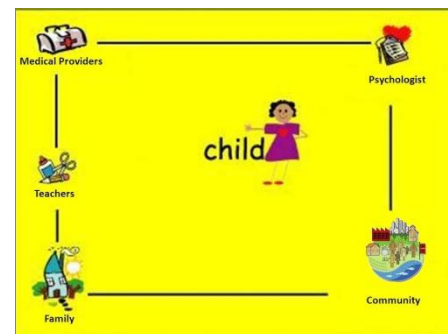 Medical Providers
Psychologist
child
Teachers
Family
Community